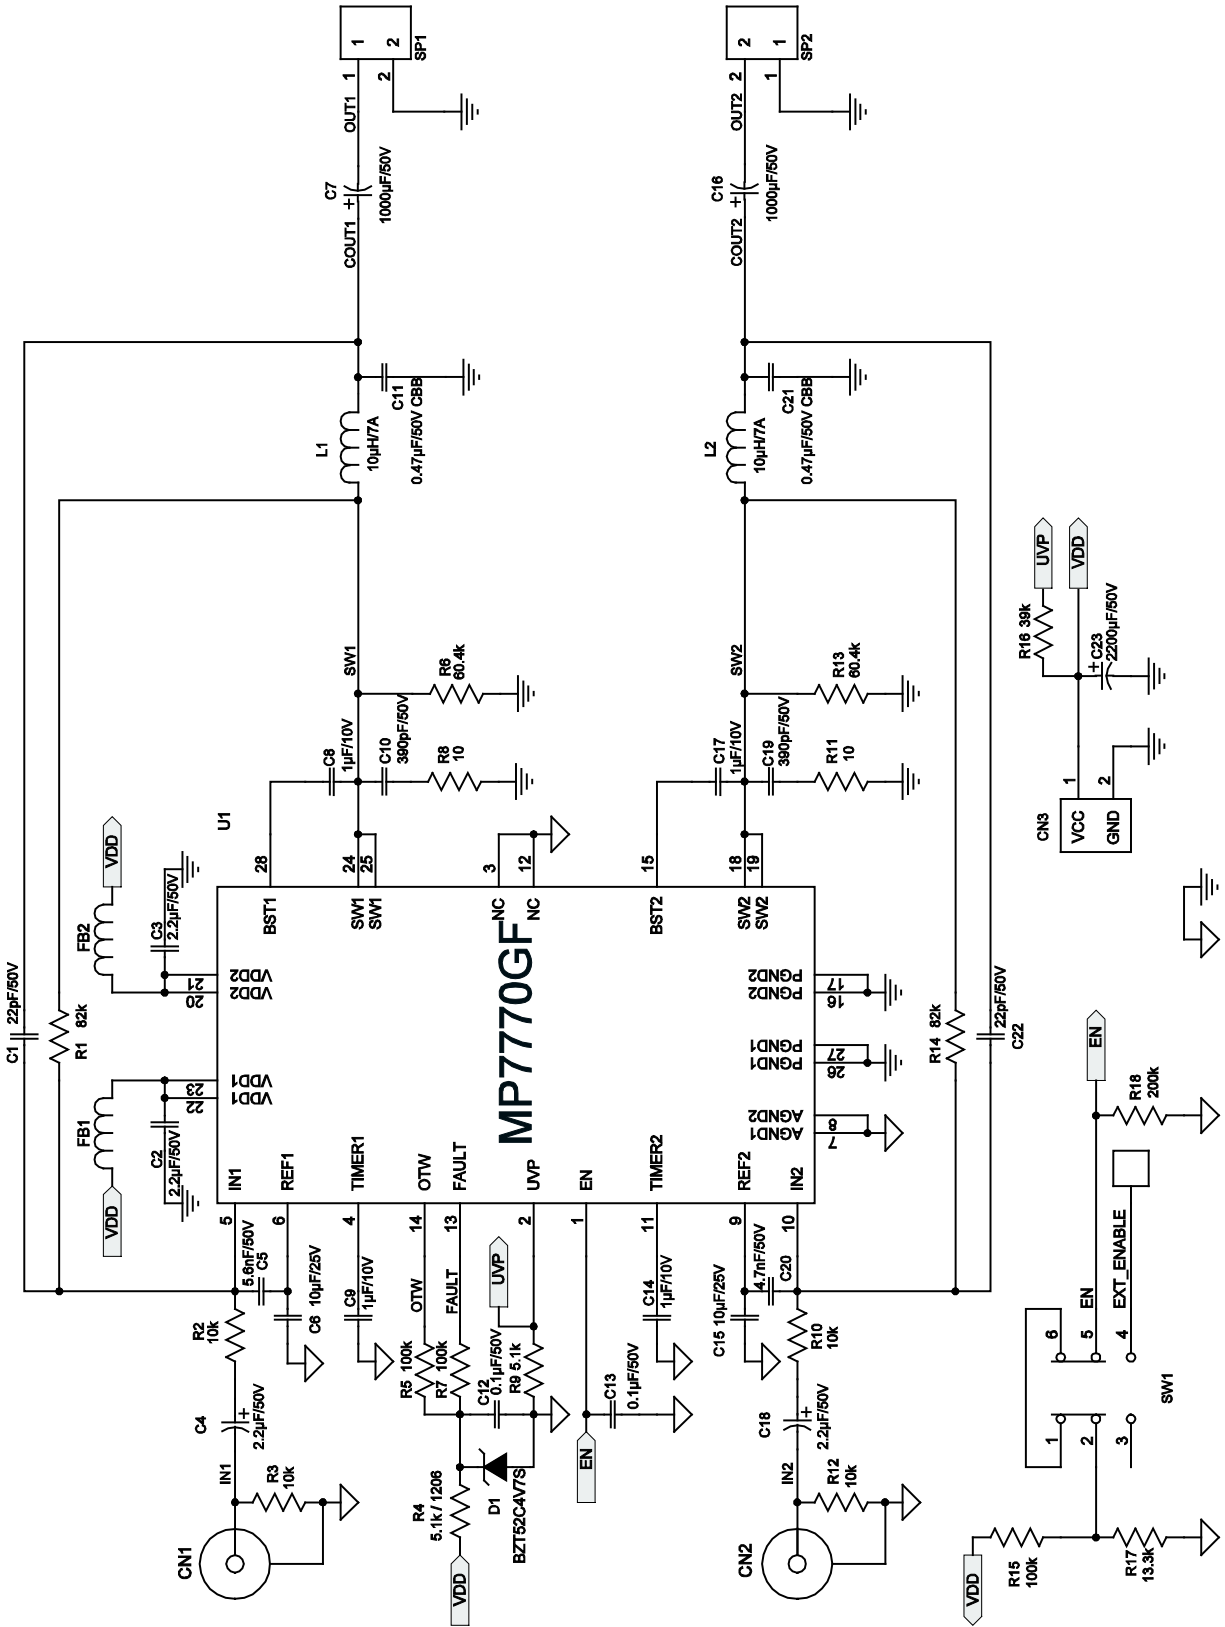 1
2
SP1
1
2
OUT1
C7
1000µF/50V
+
COUT1
2
1
SP2
2
1
OUT2
C16
1000µF/50V
+
COUT2
C11
0.47µF/50V CBB
L1
10µH/7A
C21
0.47µF/50V CBB
L2
10µH/7A
SW1
R6
60.4k
C8
1µF/10V
C10
390pF/50V
R8
10
SW2
R13
60.4k
C17
1µF/10V
C19
390pF/50V
R11
10
UVP
VDD
R16 39k
C23
2200µF/50V
+
1
2
VCC
GND
CN3
U1
VDD
FB2
C3
2.2µF/50V
C1
22pF/50V
R1
82k
VDD
FB1
C2
2.2µF/50V
28
24
25
3
12
15
18
19
BST1
SW1
SW1
NC
NC
BST2
SW2
SW2
20
21
VDD2
VDD2
22
23
VDD1
VDD1
MP7770GF
PGND2
PGND2
16
17
PGND1
PGND1
26
27
AGND2
AGND1
7
8
IN1
REF1
TIMER1
OTW
FAULT
UVP
EN
TIMER2
REF2
IN2
5
6
4
14
13
2
1
11
9
10
R14
82k
22pF/50V
C22
5.6nF/50V
C5
C6
10µF/25V
C9
1µF/10V
OTW
FAULT
UVP
R5 100k
R7 100k
C12
0.1µF/50V
R9 5.1k
C13
0.1µF/50V
EN
C14
1µF/10V
C15 10µF/25V
4.7nF/50V
C20
R2
10k
C4
2.2µF/50V
+
IN1
R3
10k
CN1
R4
5.1k / 1206
VDD
D1
BZT52C4V7S
R10
10k
C18
2.2µF/50V
+
IN2
R12
10k
CN2
EN
R18
200k
EN
EXT_ENABLE
6
5
4
SW1
1
2
3
VDD
R15
100k
R17
13.3k